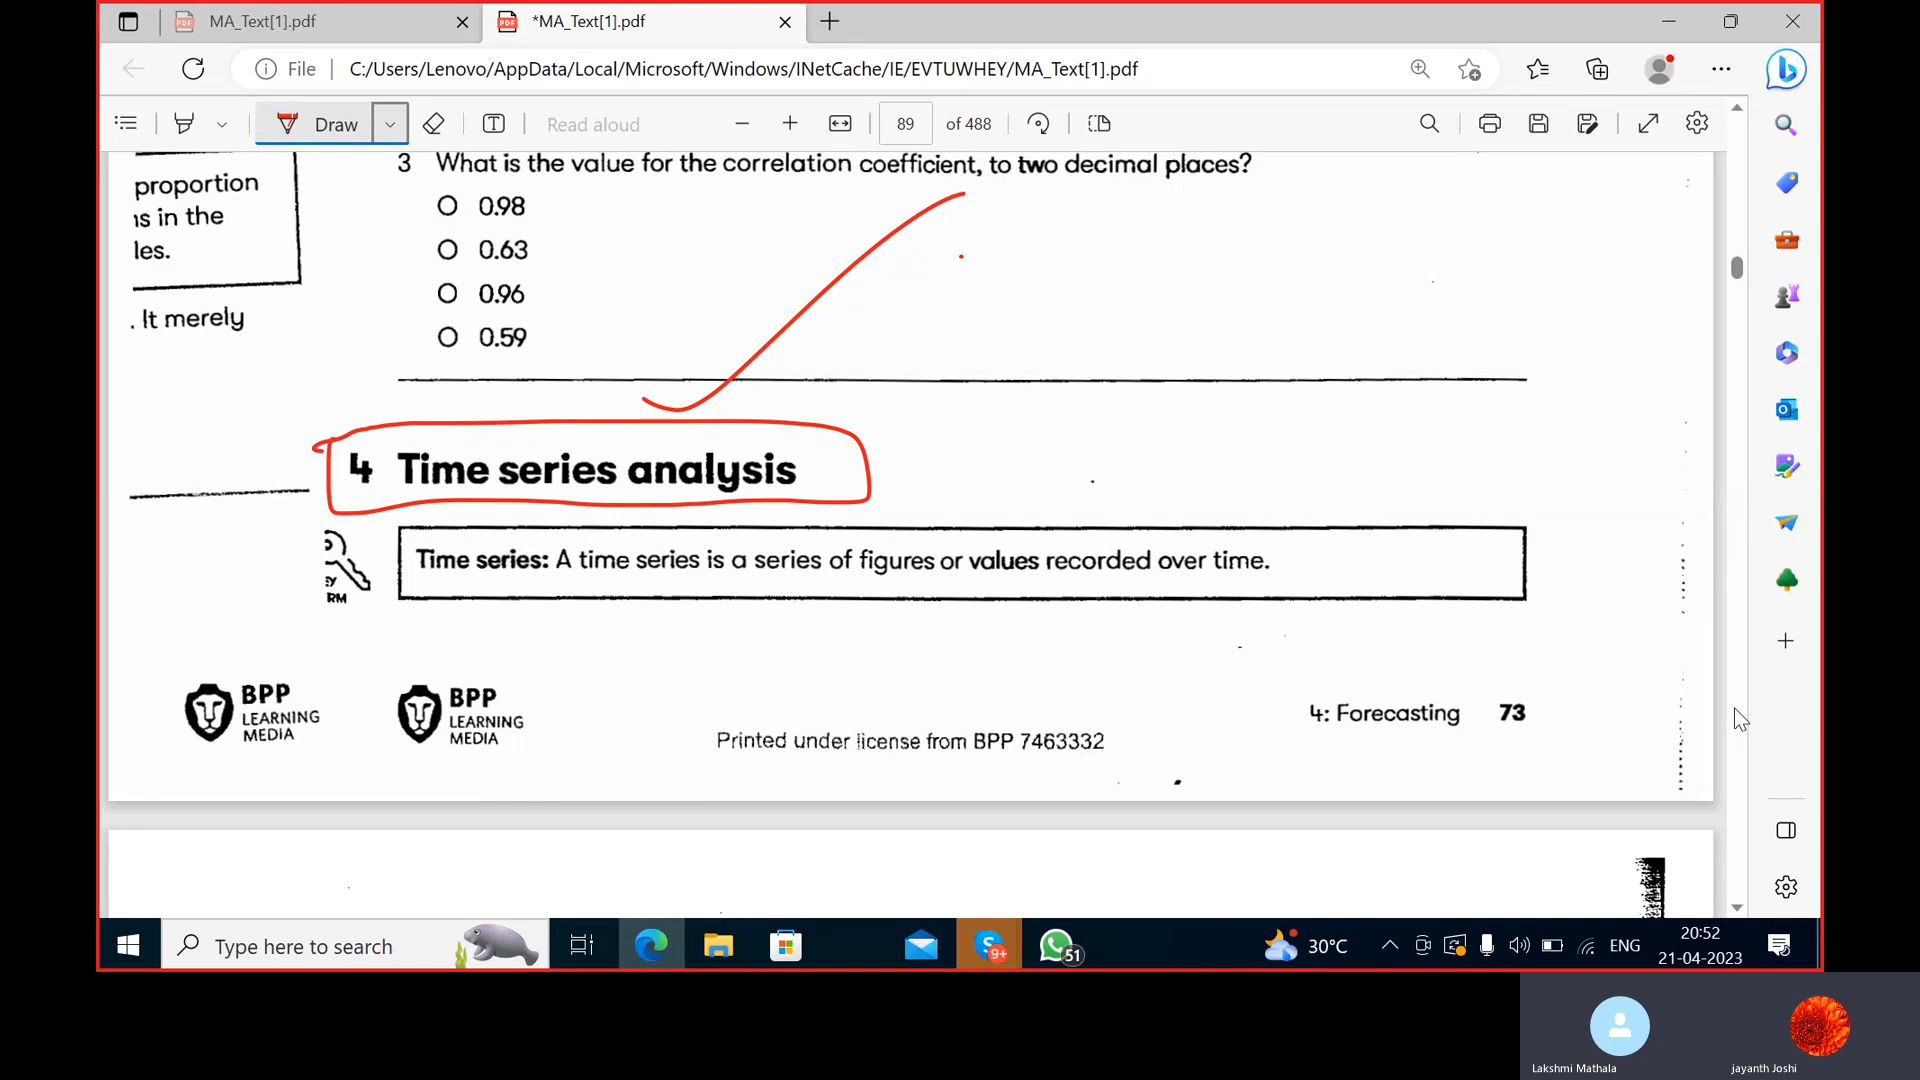 MA_Text[1].pdf
*MA_Text[1].pdf
File
C:/Users/Lenovo/AppData/Local/Microsoft/Windows/INetCache/IE/EVTUWHEY/MA_Text[1].pdf
Draw
Read aloud
89 of 488
proportion
ns in the
les.
. It merely
3 What is the value for the correlation coefficient, to two decimal places?
0.98
0.63
0.96
0.59
4 Time series analysis
EY
RM
Time series: A time series is a series of figures or values recorded over time.
BPP
LEARNING
MEDIA
BPP
LEARNING
MEDIA
4: Forecasting 73
Printed under license from BPP 7463332
Type here to search
9+
51
30°C
ENG
20:52
21-04-2023
Lakshmi Mathala
jayanth Joshi